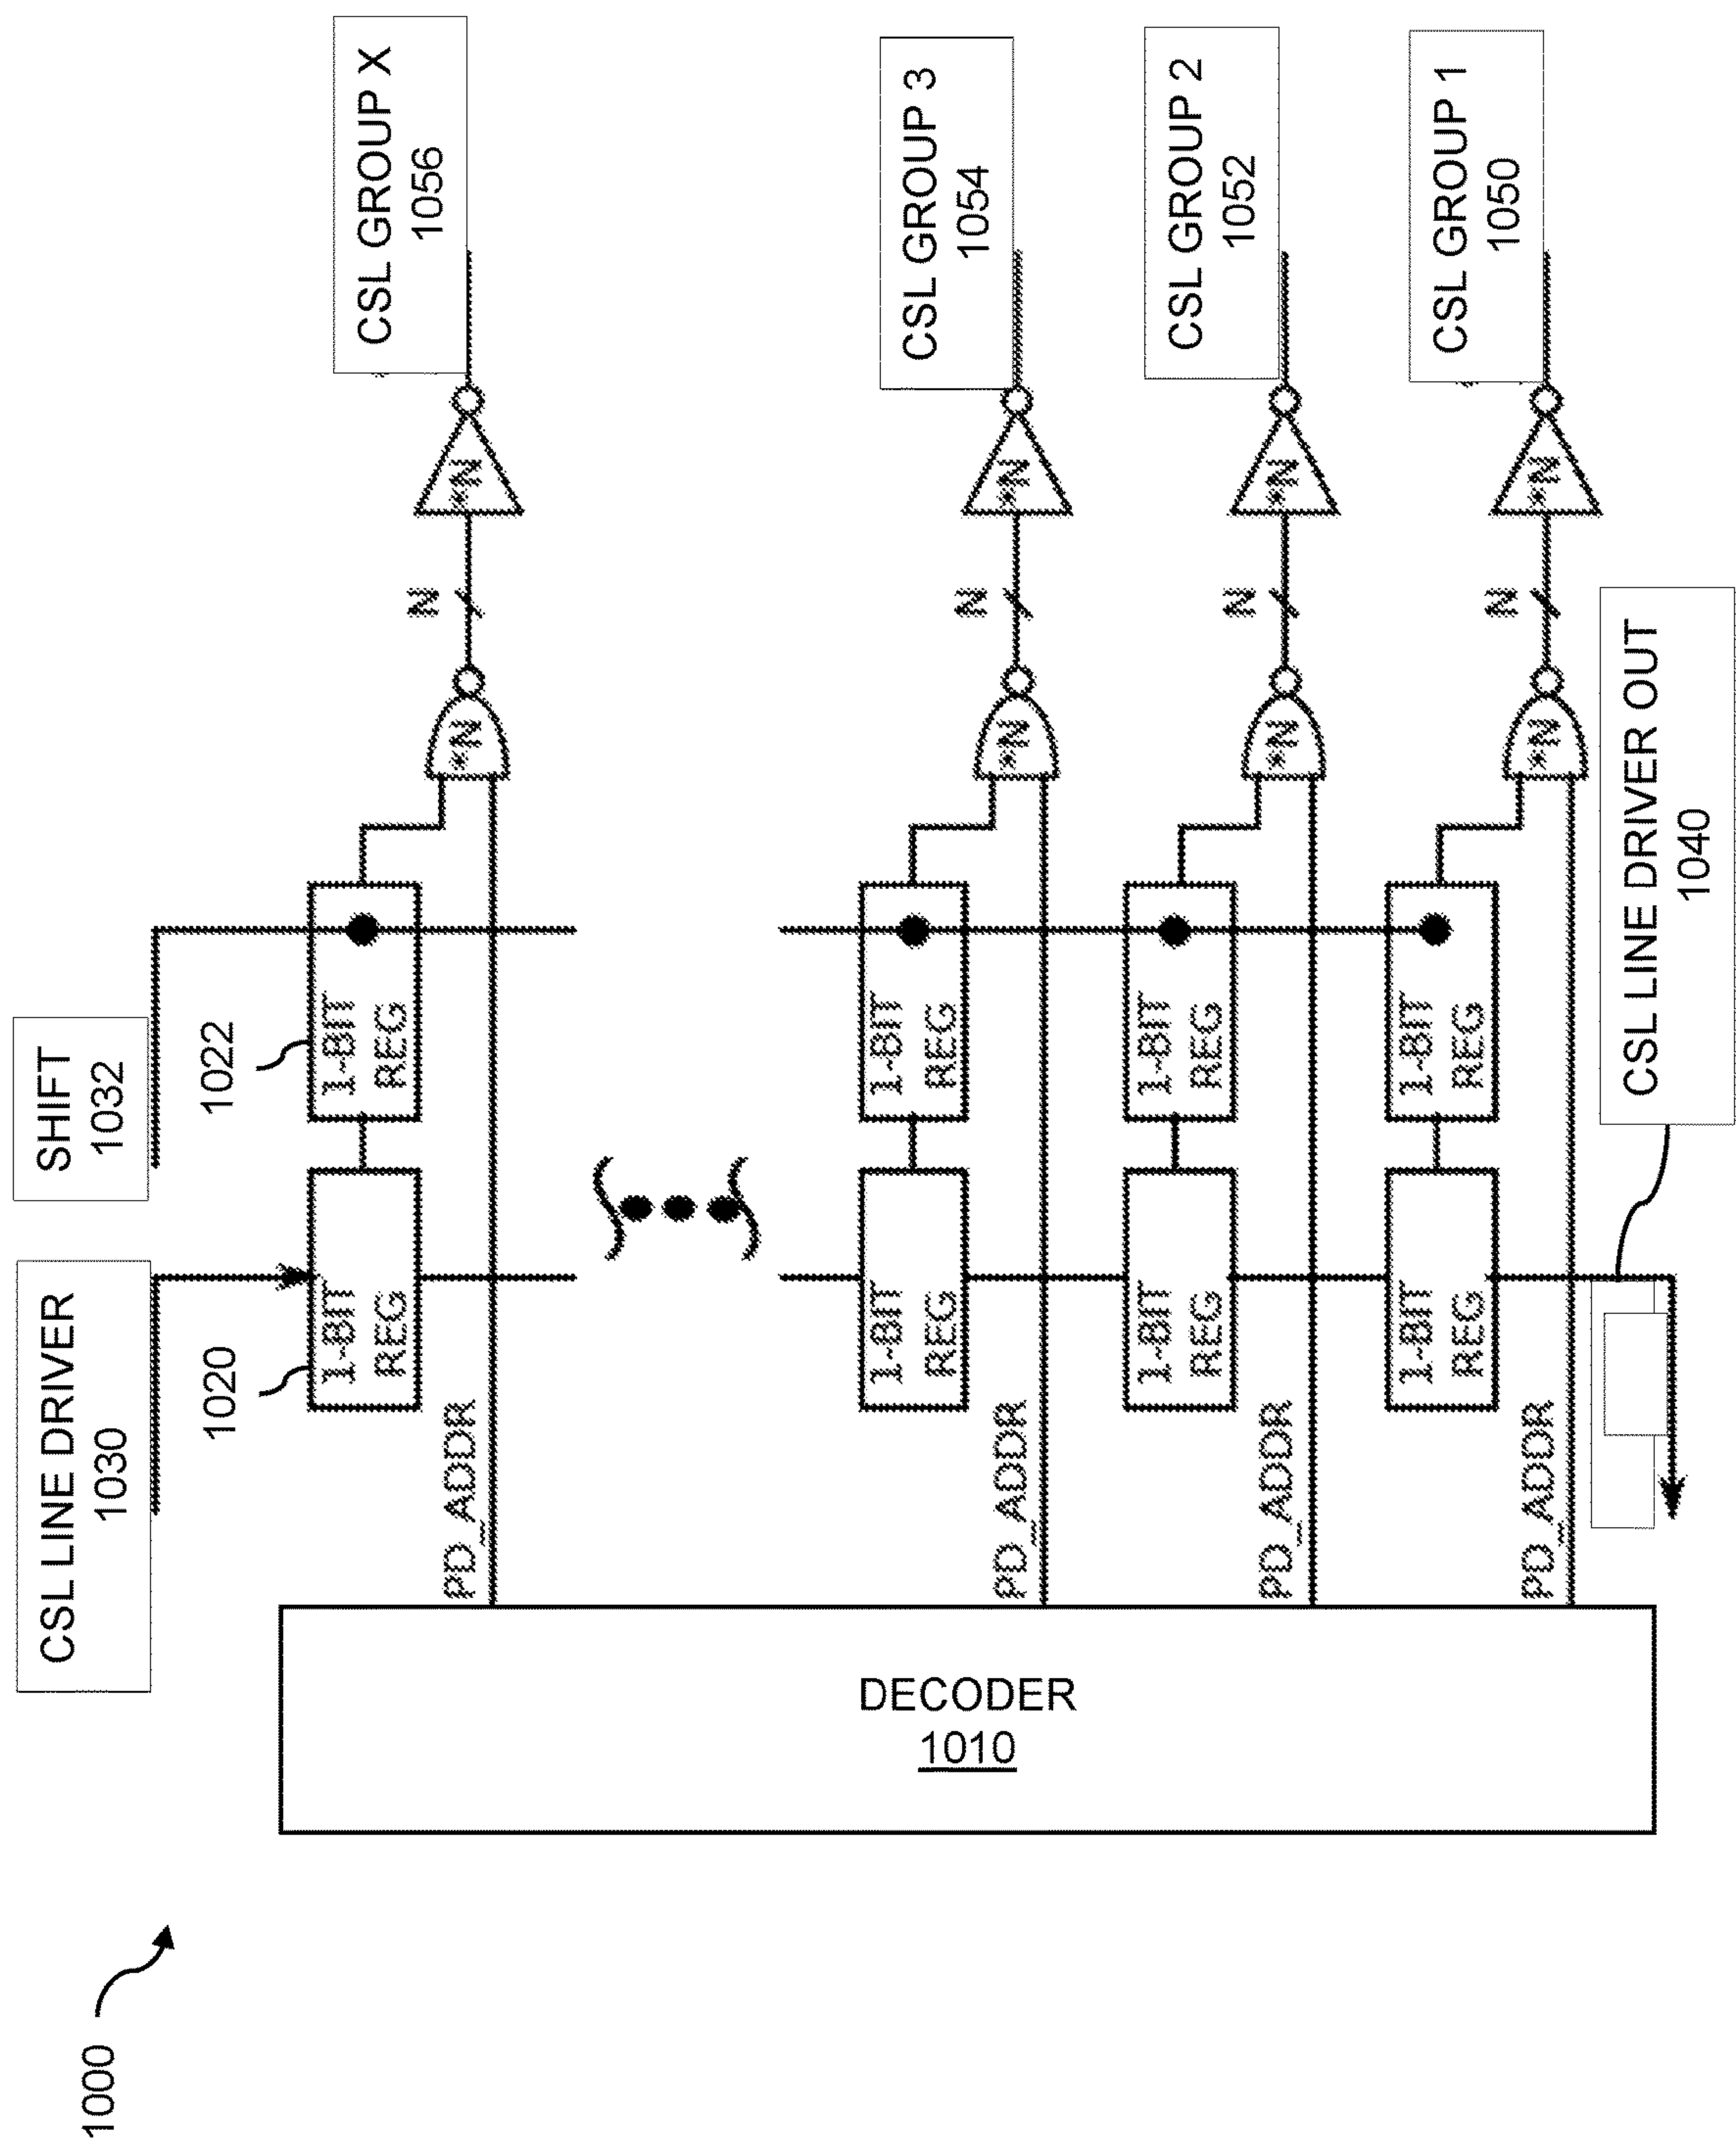 1000
CSL LINE DRIVER
1030
SHIFT
1032
1020
1022
1-BIT
REG
1-BIT
REG
PD_ADDR
*N
N
*N
CSL GROUP X
1056
1-BIT
REG
1-BIT
REG
PD_ADDR
*N
N
*N
CSL GROUP 3
1054
1-BIT
REG
1-BIT
REG
PD_ADDR
*N
N
*N
CSL GROUP 2
1052
1-BIT
REG
1-BIT
REG
PD_ADDR
*N
N
*N
CSL GROUP 1
1050
DECODER
1010
CSL LINE DRIVER OUT
1040